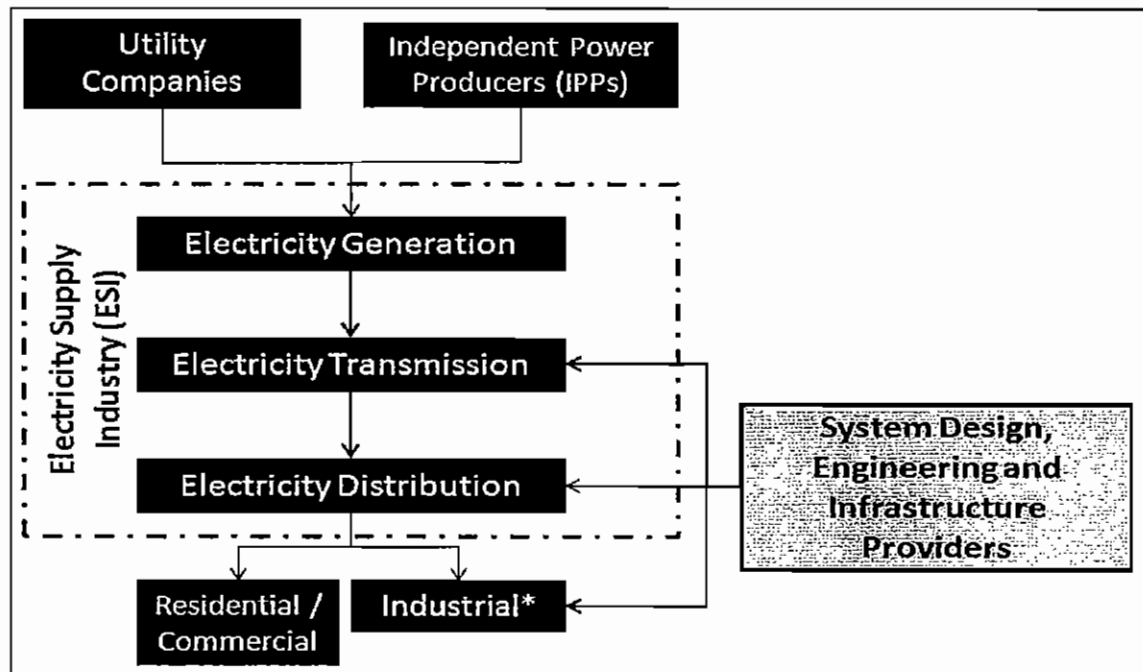 Utility
Companies
Independent Power
Producers (IPPs)
Electricity Supply
Industry (ESI)
Electricity Generation
Electricity Transmission
Electricity Distribution
System Design,
Engineering and
Infrastructure
Providers
Residential /
Commercial
Industrial*